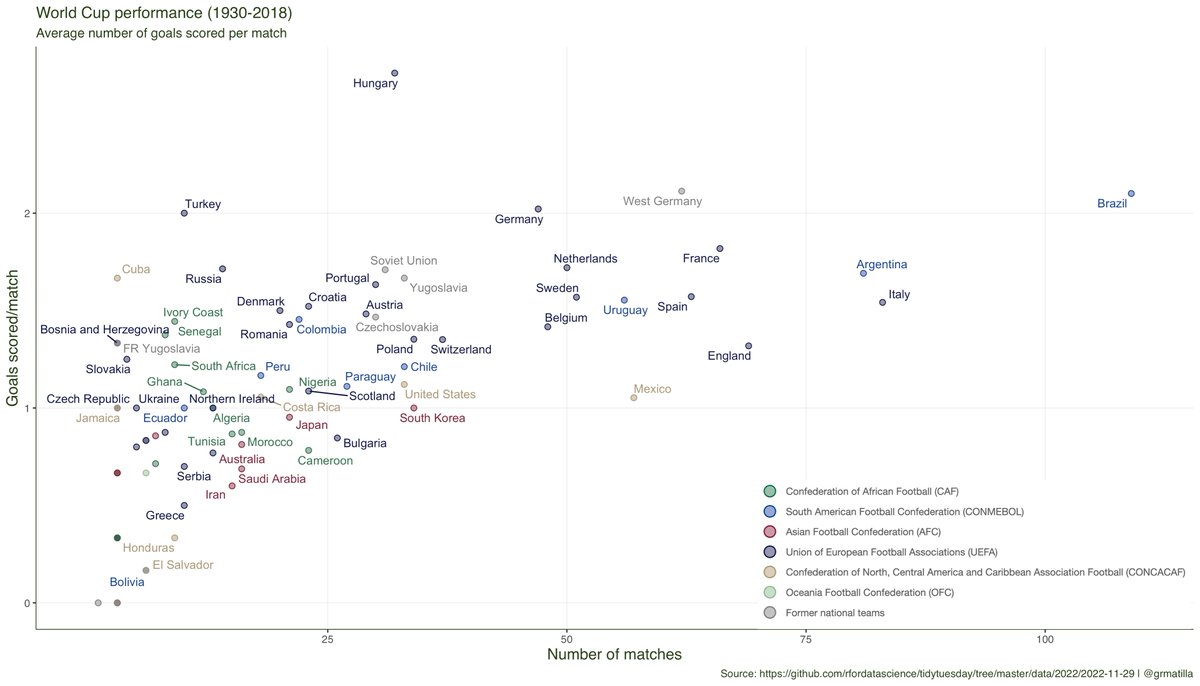 World Cup performance (1930-2018)
Average number of goals scored per match
Goals scored/match
2
1
0
Hungary
Turkey
West Germany
Germany
Brazil
Cuba
Russia
Soviet Union
Portugal
Yugoslavia
Netherlands
France
Argentina
Denmark
Croatia
Austria
Sweden
Uruguay
Spain
Italy
Ivory Coast
Bosnia and Herzegovina
Senegal
Romania
Colombia
Czechoslovakia
Belgium
FR Yugoslavia
Poland
Switzerland
England
Slovakia
South Africa
Peru
Chile
Ghana
Nigeria
Paraguay
Mexico
Czech Republic
Ukraine
Northern Ireland
Scotland
United States
Jamaica
Ecuador
Algeria
Costa Rica
South Korea
Japan
Tunisia
Morocco
Bulgaria
Australia
Cameroon
Serbia
Saudi Arabia
Iran
Greece
Honduras
El Salvador
Bolivia
Confederation of African Football (CAF)
South American Football Confederation (CONMEBOL)
Asian Football Confederation (AFC)
Union of European Football Associations (UEFA)
Confederation of North, Central America and Caribbean Association Football (CONCACAF)
Oceania Football Confederation (OFC)
Former national teams
25
50
75
100
Number of matches
Source: https://github.com/rfordatascience/tidytuesday/tree/master/data/2022/2022-11-29 | @grmatilla